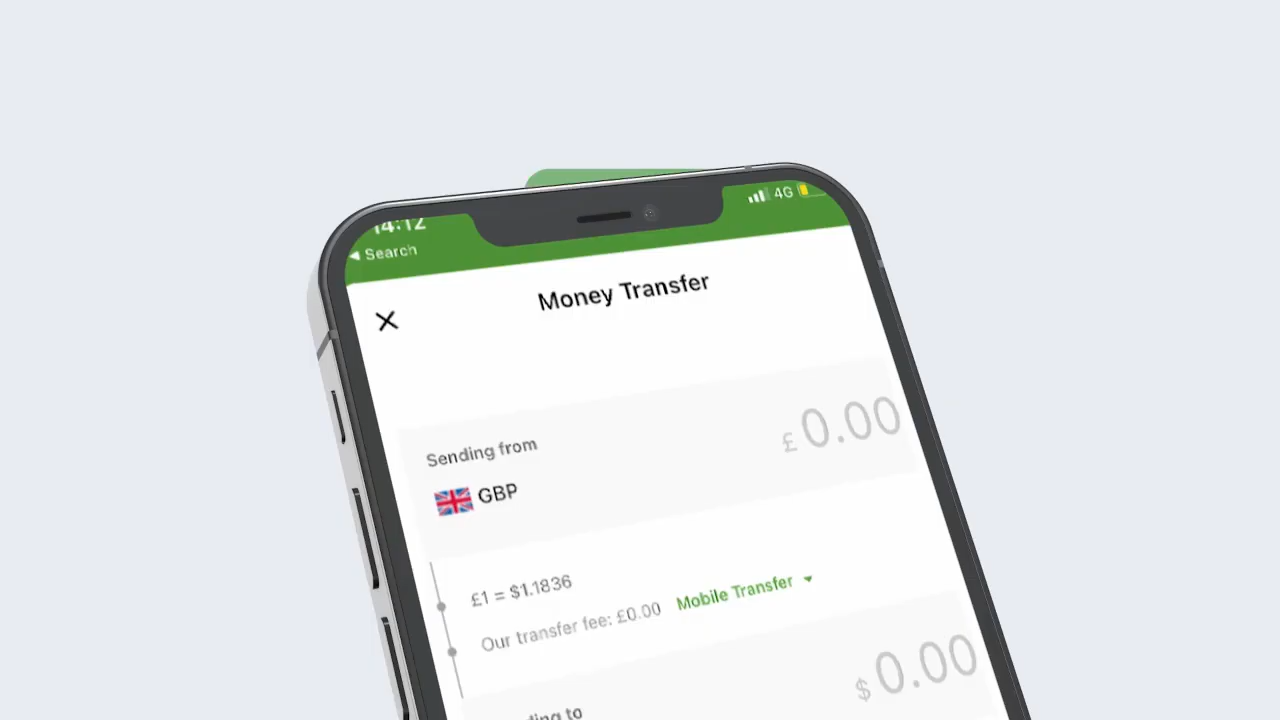 14:12
4G
◀ Search
Money Transfer
Sending from
£ 0.00
GBP
£1 = $1.1836
Our transfer fee: £0.00 Mobile Transfer
$ 0.00
to